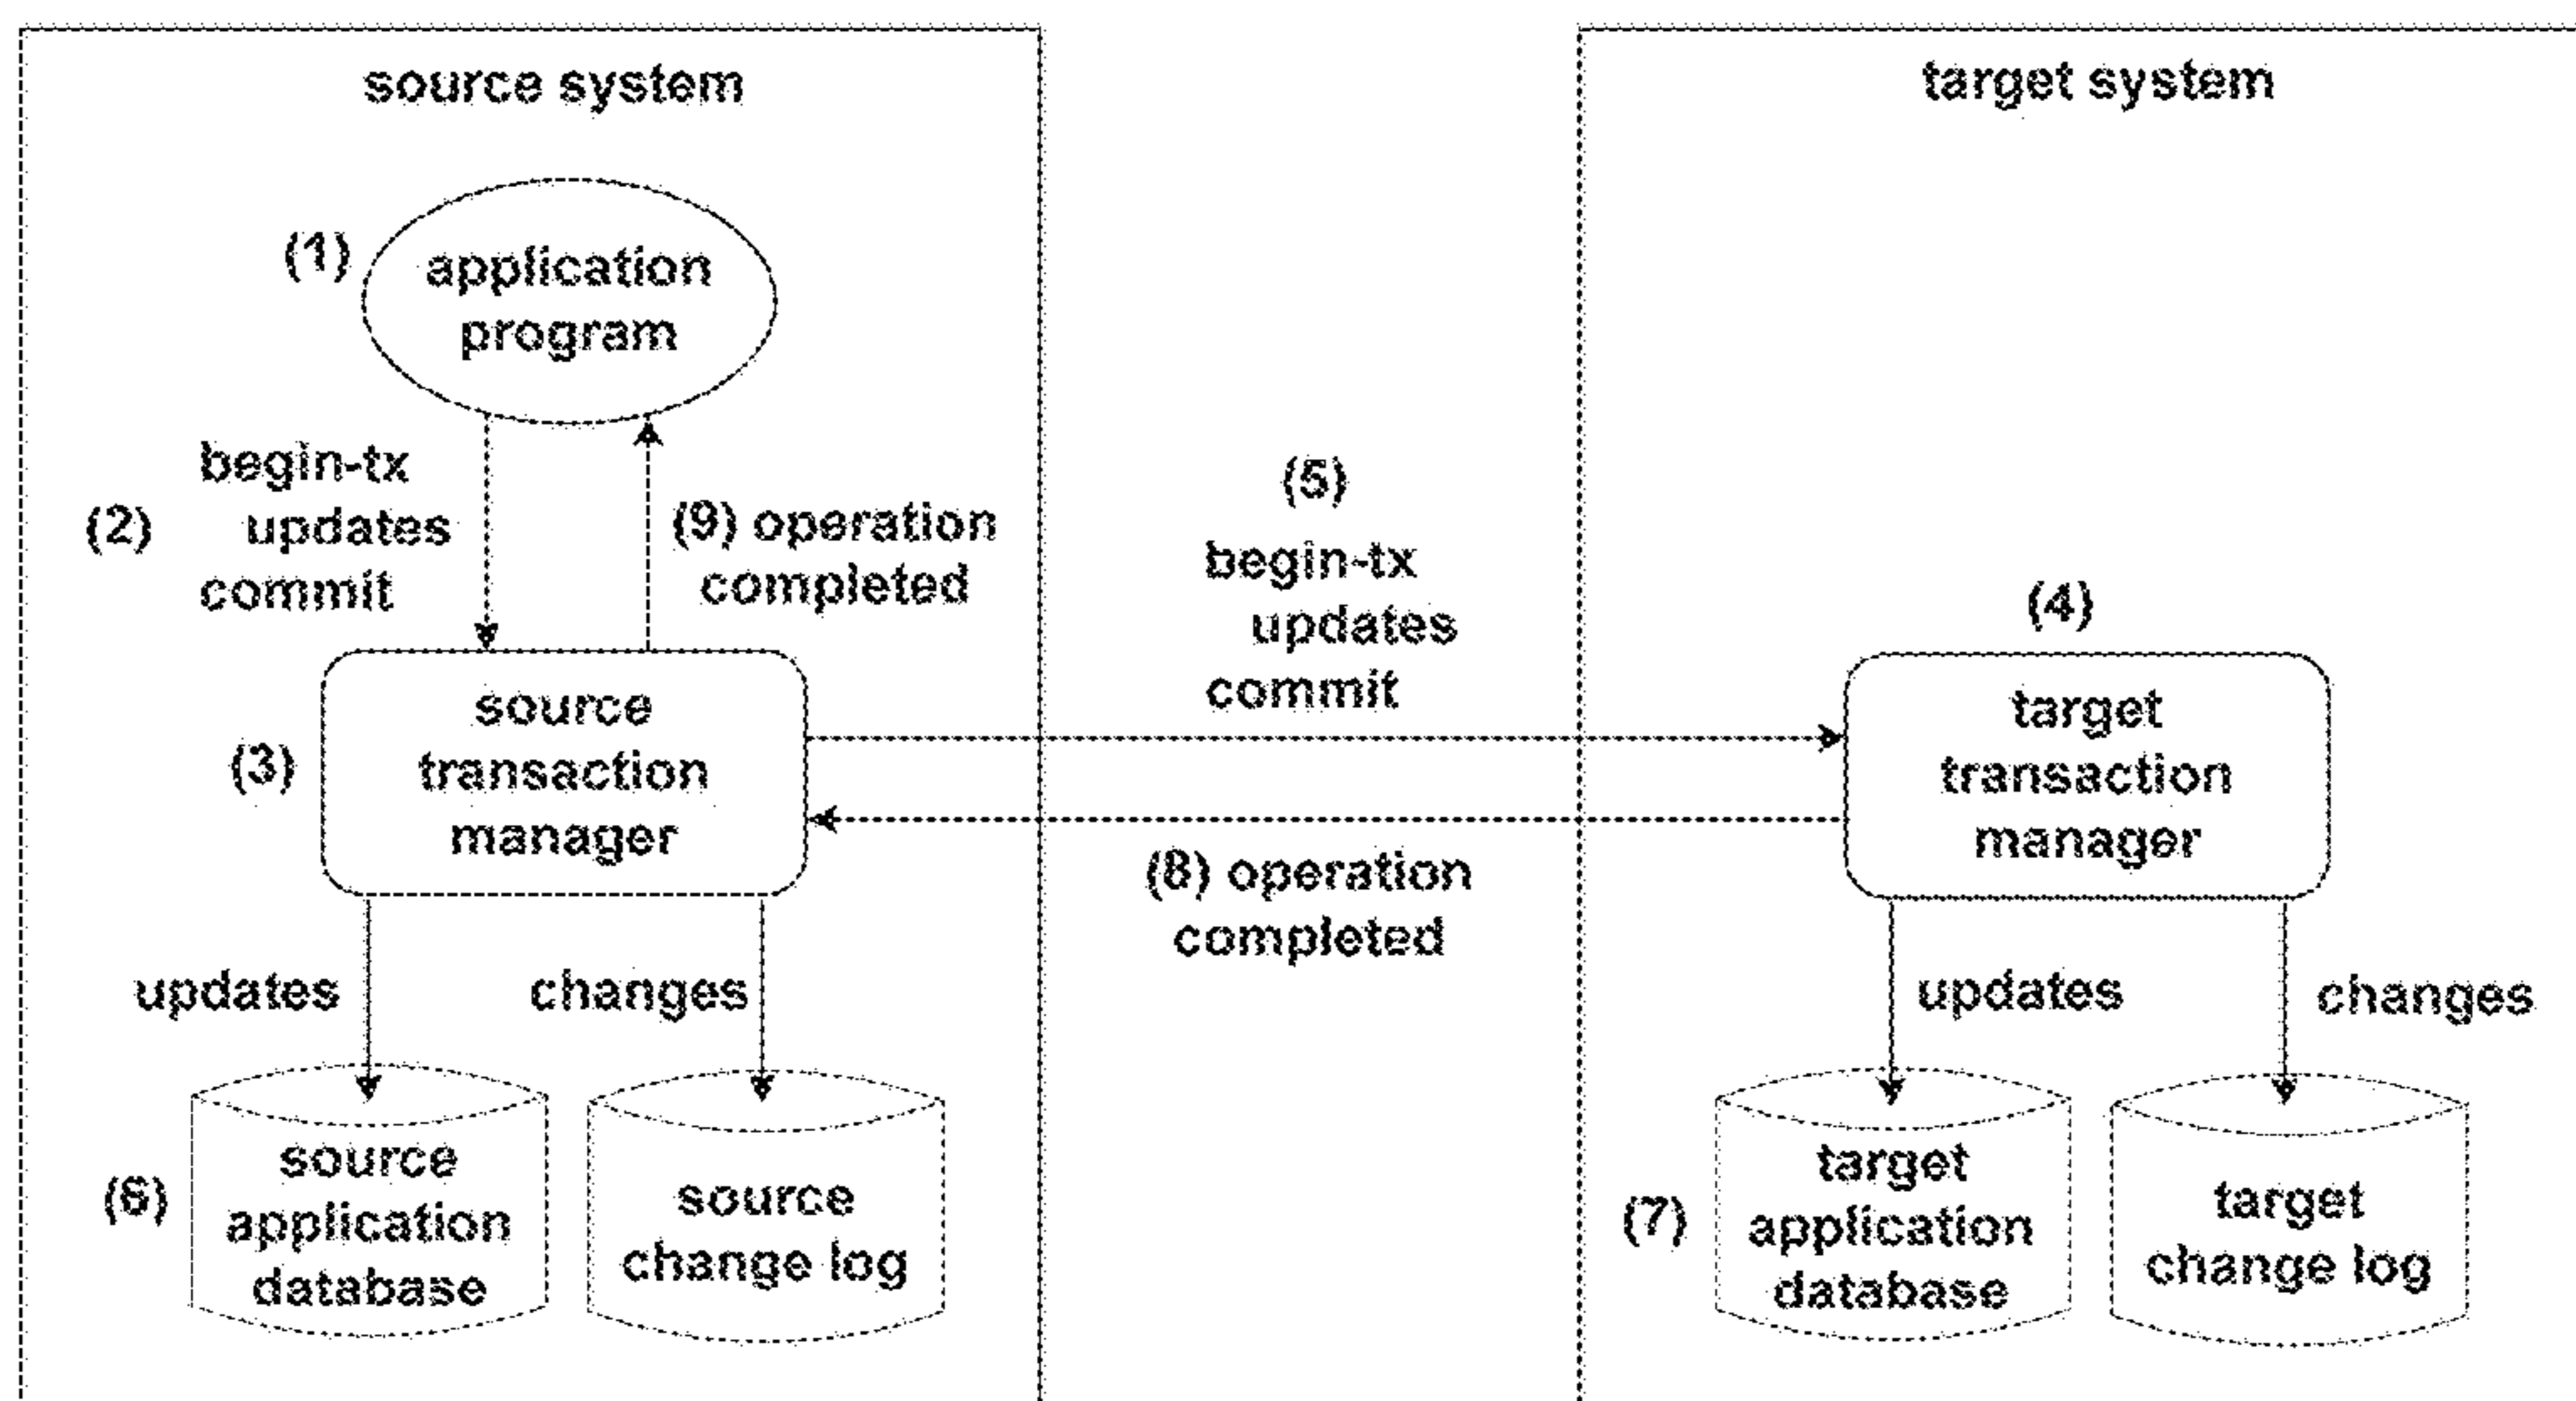 source system
(1)
application
program
(2)
begin-tx
updates
commit
(9) operation
completed
(3)
source
transaction
manager
updates
changes
(6)
source
application
database
source
change log
(5)
begin-tx
updates
commit
(8) operation
completed
target system
(4)
target
transaction
manager
updates
changes
(7)
target
application
database
target
change log